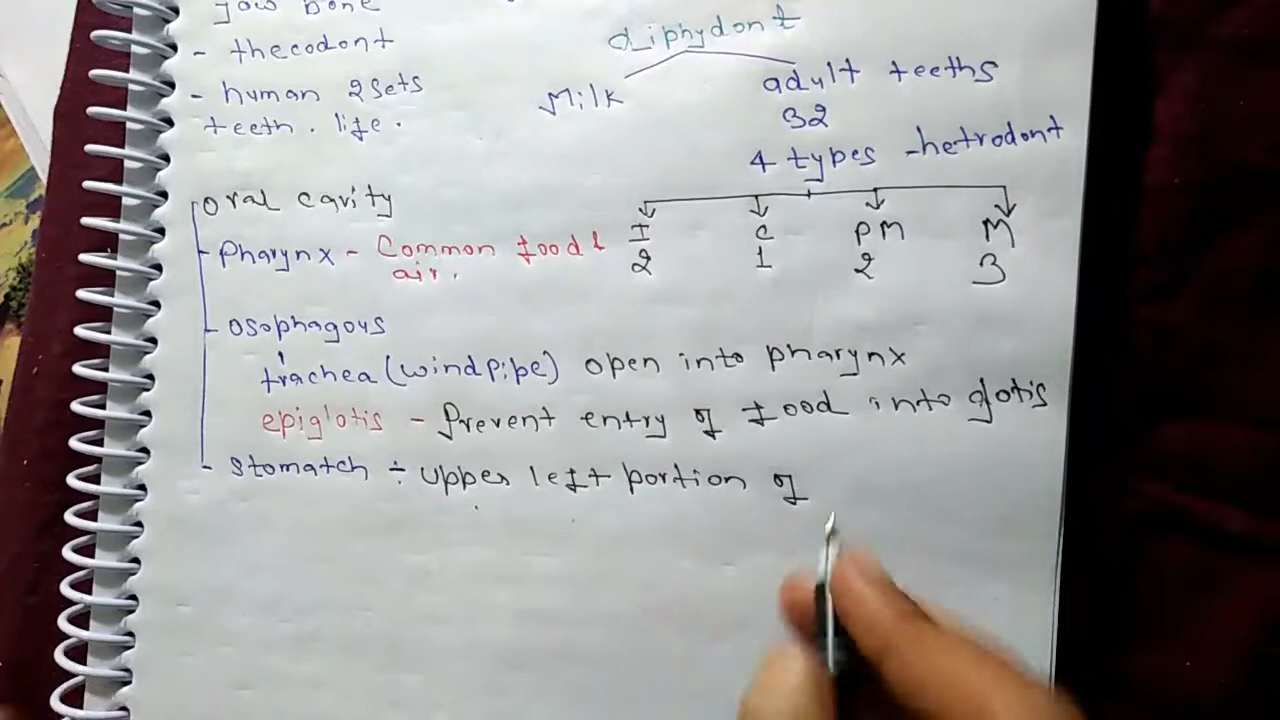 jaw bone
- thecodont
- human 2 sets
teeth . life .
diphydont
Milk
adult teeths
32
4 types - hetrodont
I C PM M
2 1 2 3
oral cavity
- Pharynx - Common food &
air.
- osophagous
trachea (windpipe) open into pharynx
epiglotis - Prevent entry of food into glotis
- stomatch ÷ upper left portion of